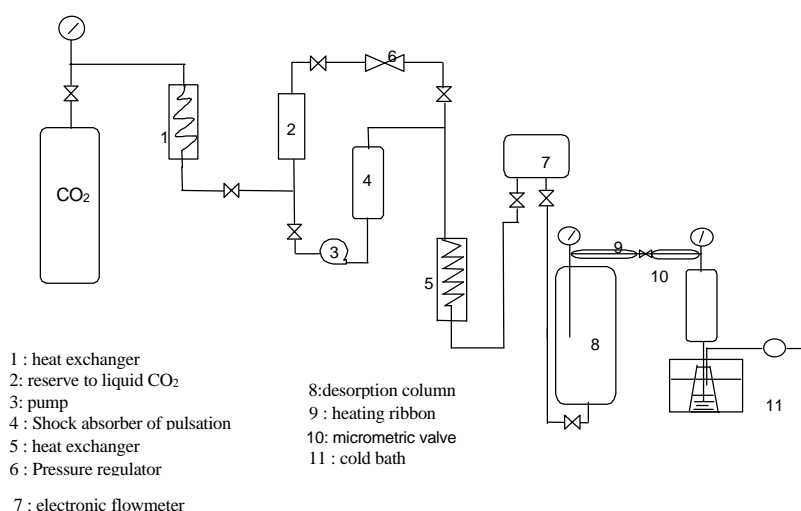 6
1
2
CO₂
4
7
3
5
9
10
8
11
1 : heat exchanger
2: reserve to liquid CO₂
3: pump
4 : Shock absorber of pulsation
5 : heat exchanger
6 : Pressure regulator
7 : electronic flowmeter
8:desorption column
9 : heating ribbon
10: micrometric valve
11 : cold bath